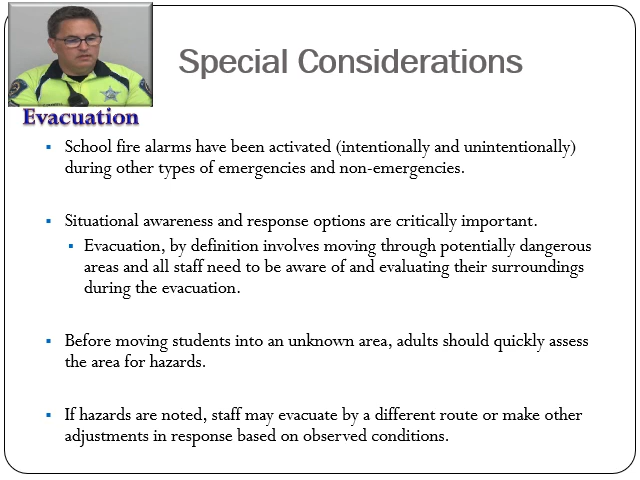 Special Considerations
Evacuation
▪ School fire alarms have been activated (intentionally and unintentionally)
during other types of emergencies and non-emergencies.
▪ Situational awareness and response options are critically important.
▪ Evacuation, by definition involves moving through potentially dangerous
areas and all staff need to be aware of and evaluating their surroundings
during the evacuation.
▪ Before moving students into an unknown area, adults should quickly assess
the area for hazards.
▪ If hazards are noted, staff may evacuate by a different route or make other
adjustments in response based on observed conditions.